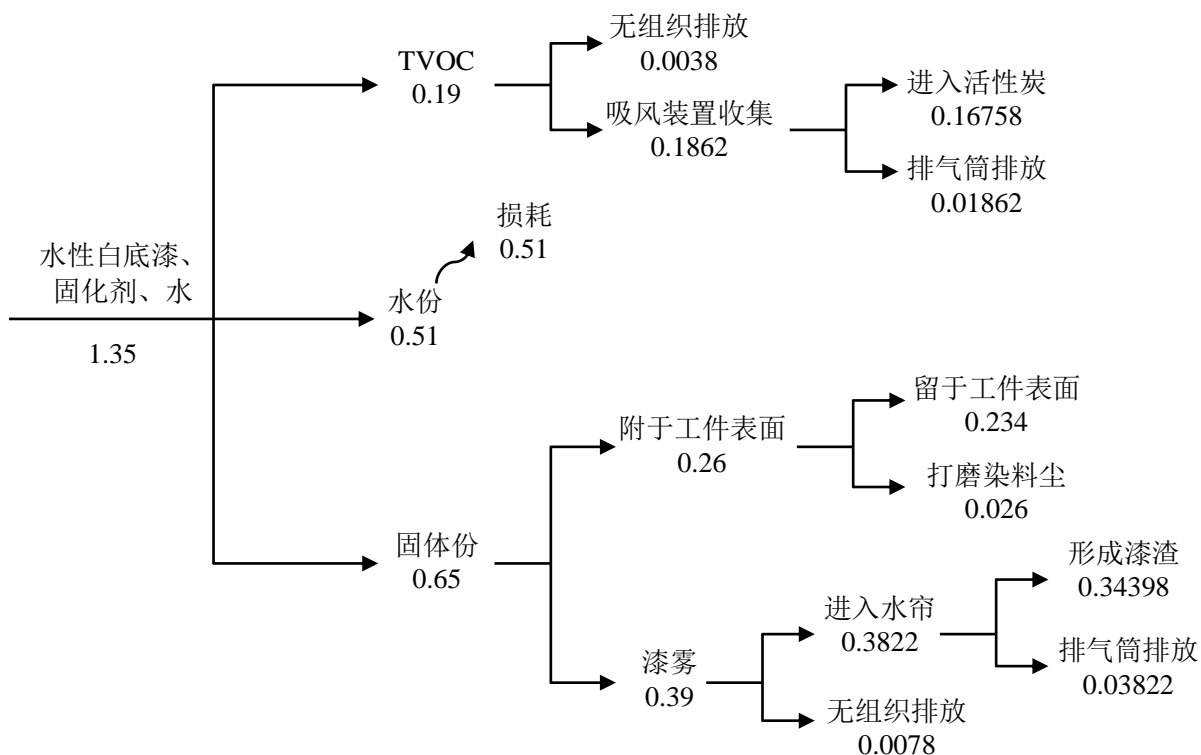 无组织排放
0.0038
TVOC
0.19
吸风装置收集
0.1862
进入活性炭
0.16758
排气筒排放
0.01862
损耗
0.51
水性白底漆、
固化剂、水
1.35
水份
0.51
留于工件表面
0.234
附于工件表面
0.26
打磨染料尘
0.026
固体份
0.65
形成漆渣
0.34398
进入水帘
0.3822
排气筒排放
0.03822
漆雾
0.39
无组织排放
0.0078